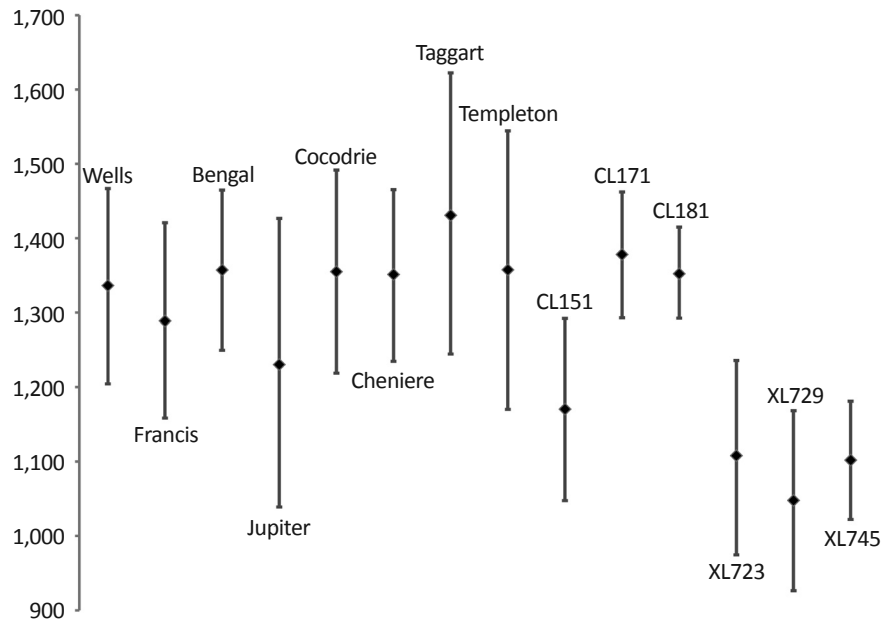 1,700
1,600
1,500
1,400
1,300
1,200
1,100
1,000
900
Wells
Francis
Bengal
Jupiter
Cocodrie
Cheniere
Taggart
Templeton
CL151
CL171
CL181
XL723
XL729
XL745